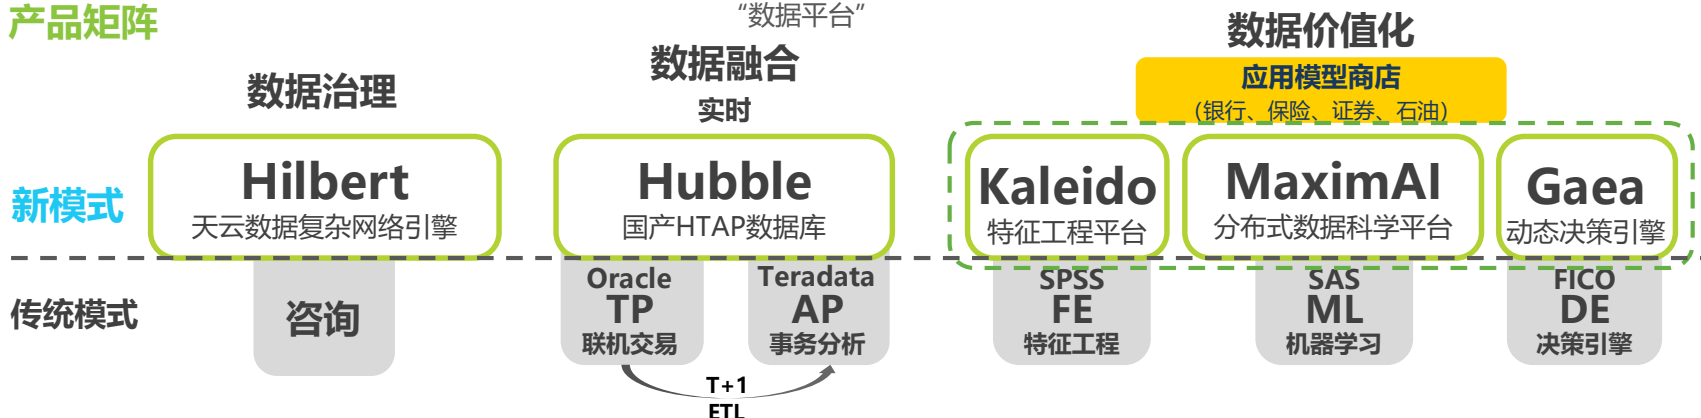 产品矩阵
“数据平台”
数据治理
数据融合
实时
数据价值化
应用模型商店
（银行、保险、证券、石油）
新模式
Hilbert
天云数据复杂网络引擎
Hubble
国产HTAP数据库
Kaleido
特征工程平台
MaximAI
分布式数据科学平台
Gaea
动态决策引擎
传统模式
咨询
Oracle
TP
联机交易
Teradata
AP
事务分析
T+1
ETL
SPSS
FE
特征工程
SAS
ML
机器学习
FICO
DE
决策引擎